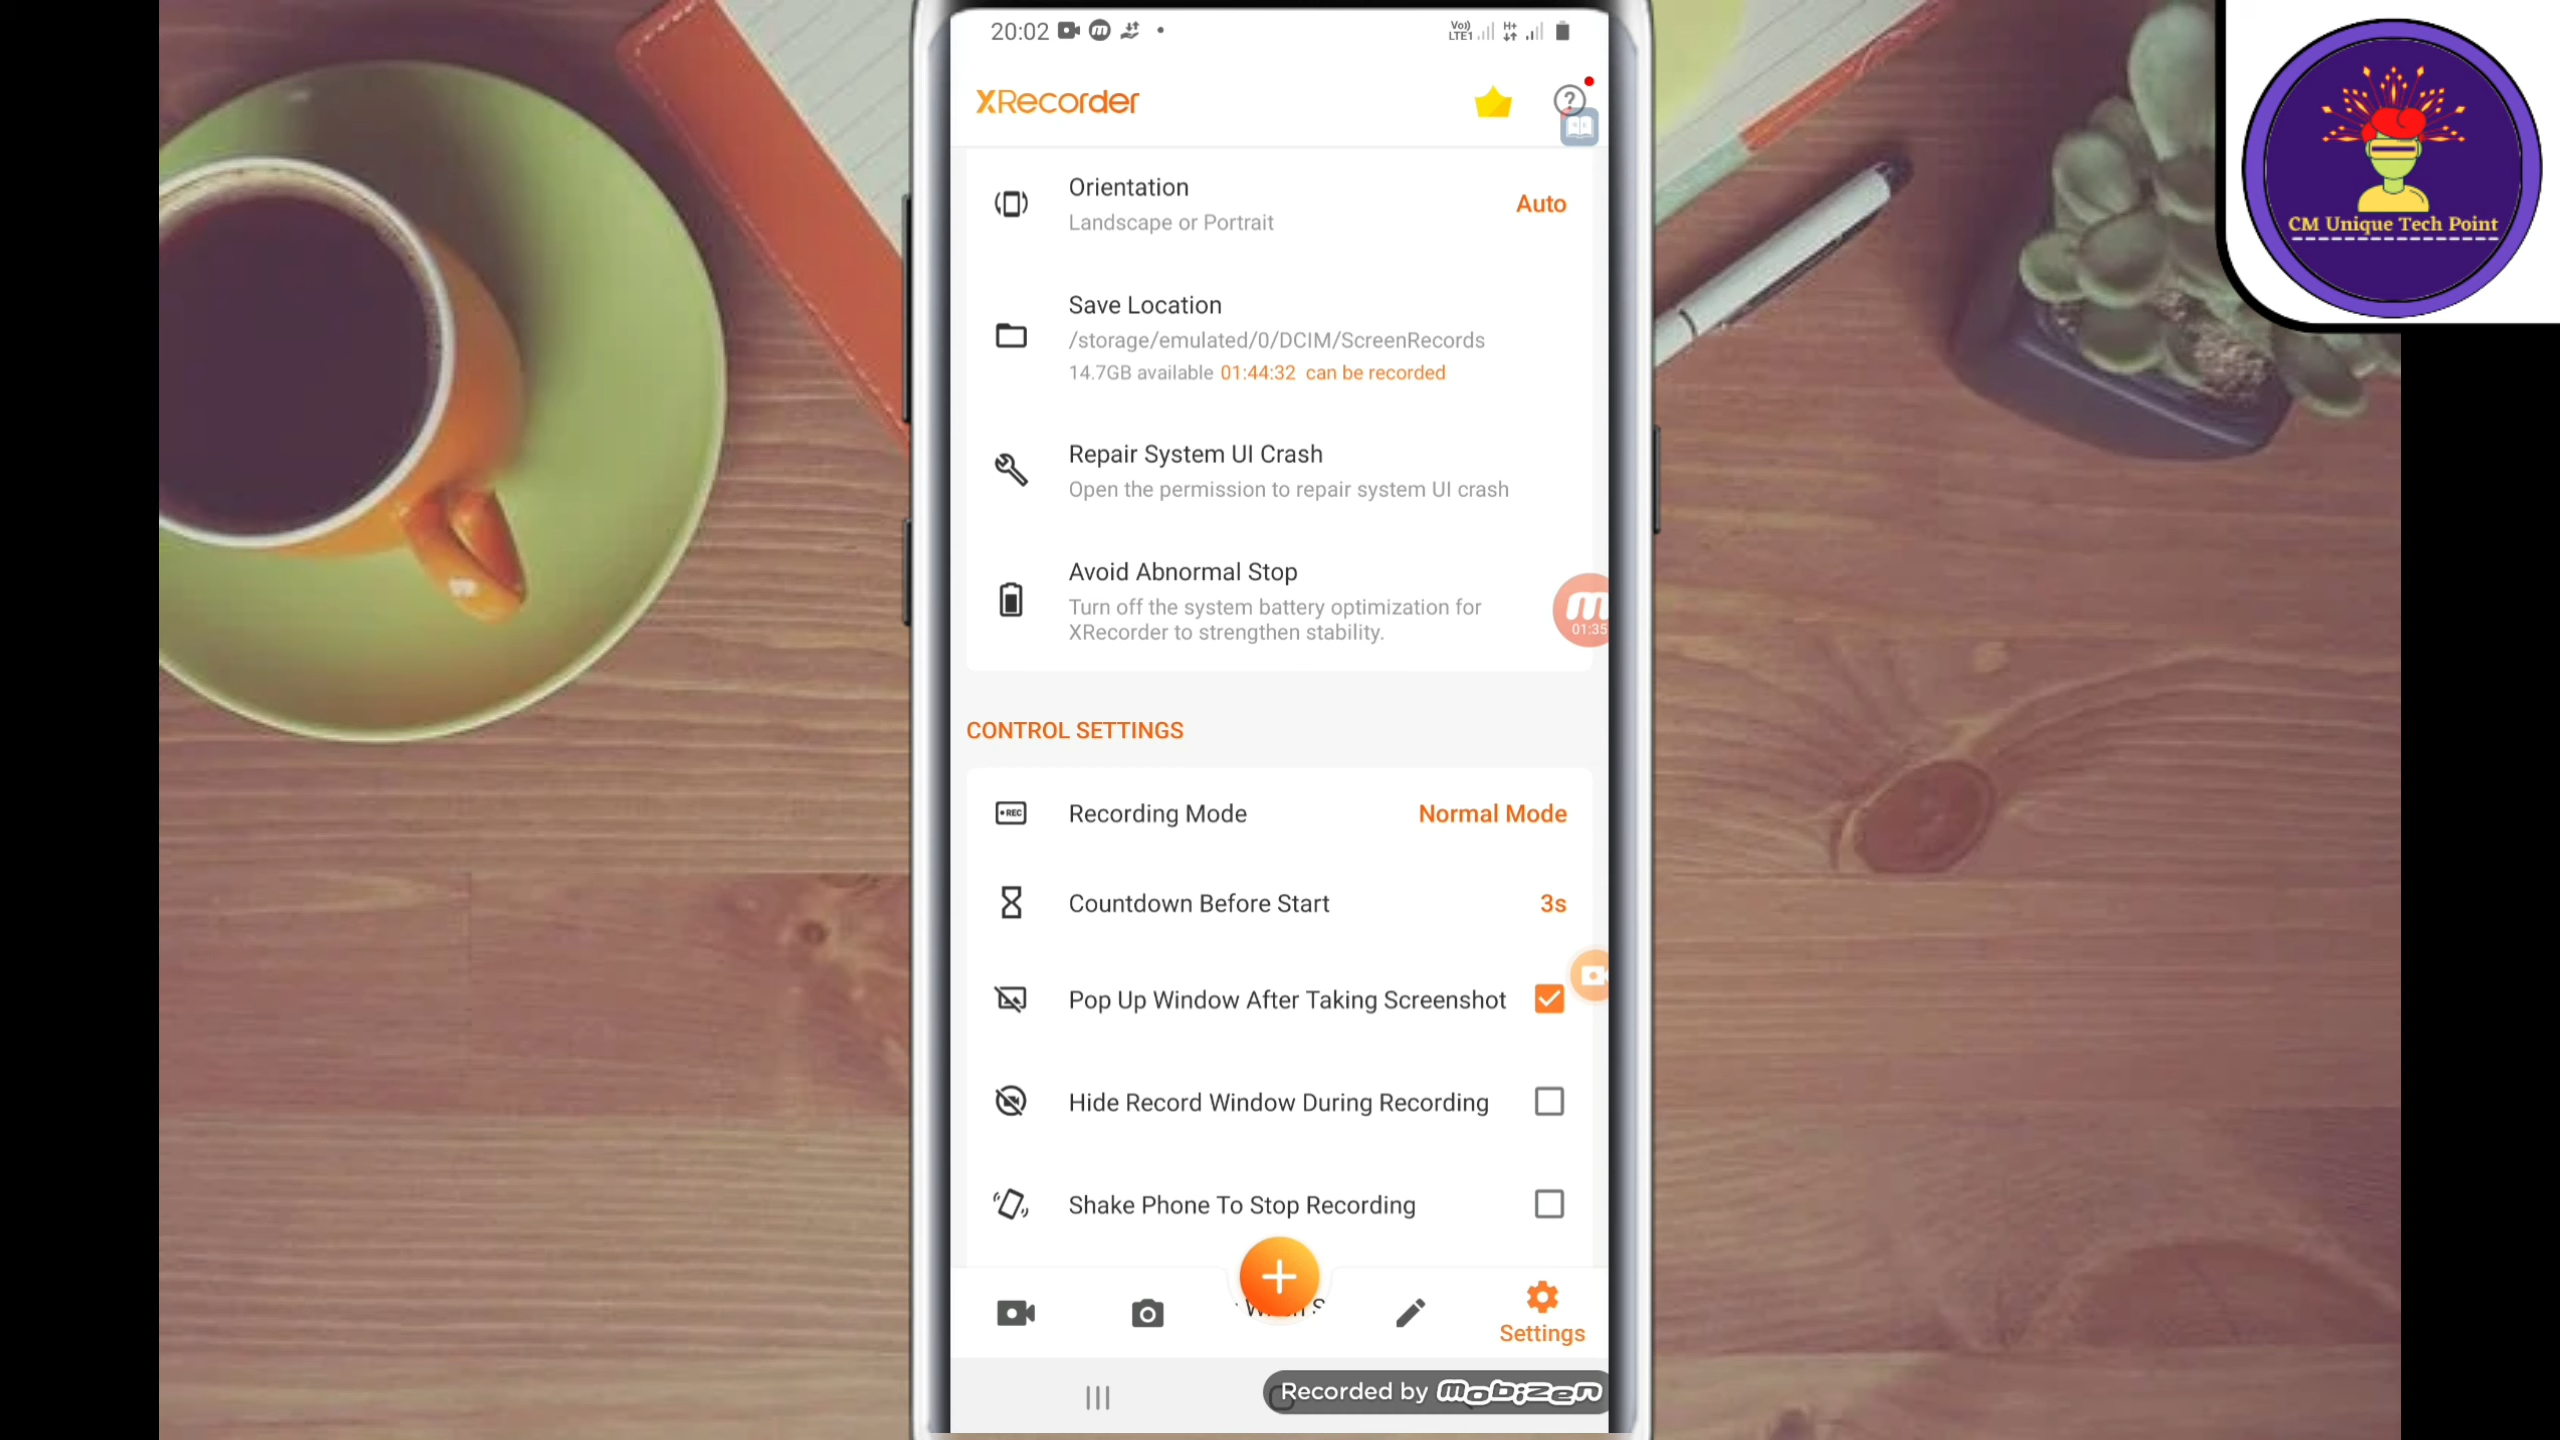 20:02
Vo))
LTE1
H+
XRecorder
Orientation
Landscape or Portrait
Auto
Save Location
/storage/emulated/0/DCIM/ScreenRecords
14.7GB available 01:44:32 can be recorded
Repair System UI Crash
Open the permission to repair system UI crash
Avoid Abnormal Stop
Turn off the system battery optimization for
XRecorder to strengthen stability.
01:35
CONTROL SETTINGS
REC
Recording Mode
Normal Mode
Countdown Before Start
3s
Pop Up Window After Taking Screenshot
Hide Record Window During Recording
Shake Phone To Stop Recording
Settings
Recorded by mobizen
CM Unique Tech Point